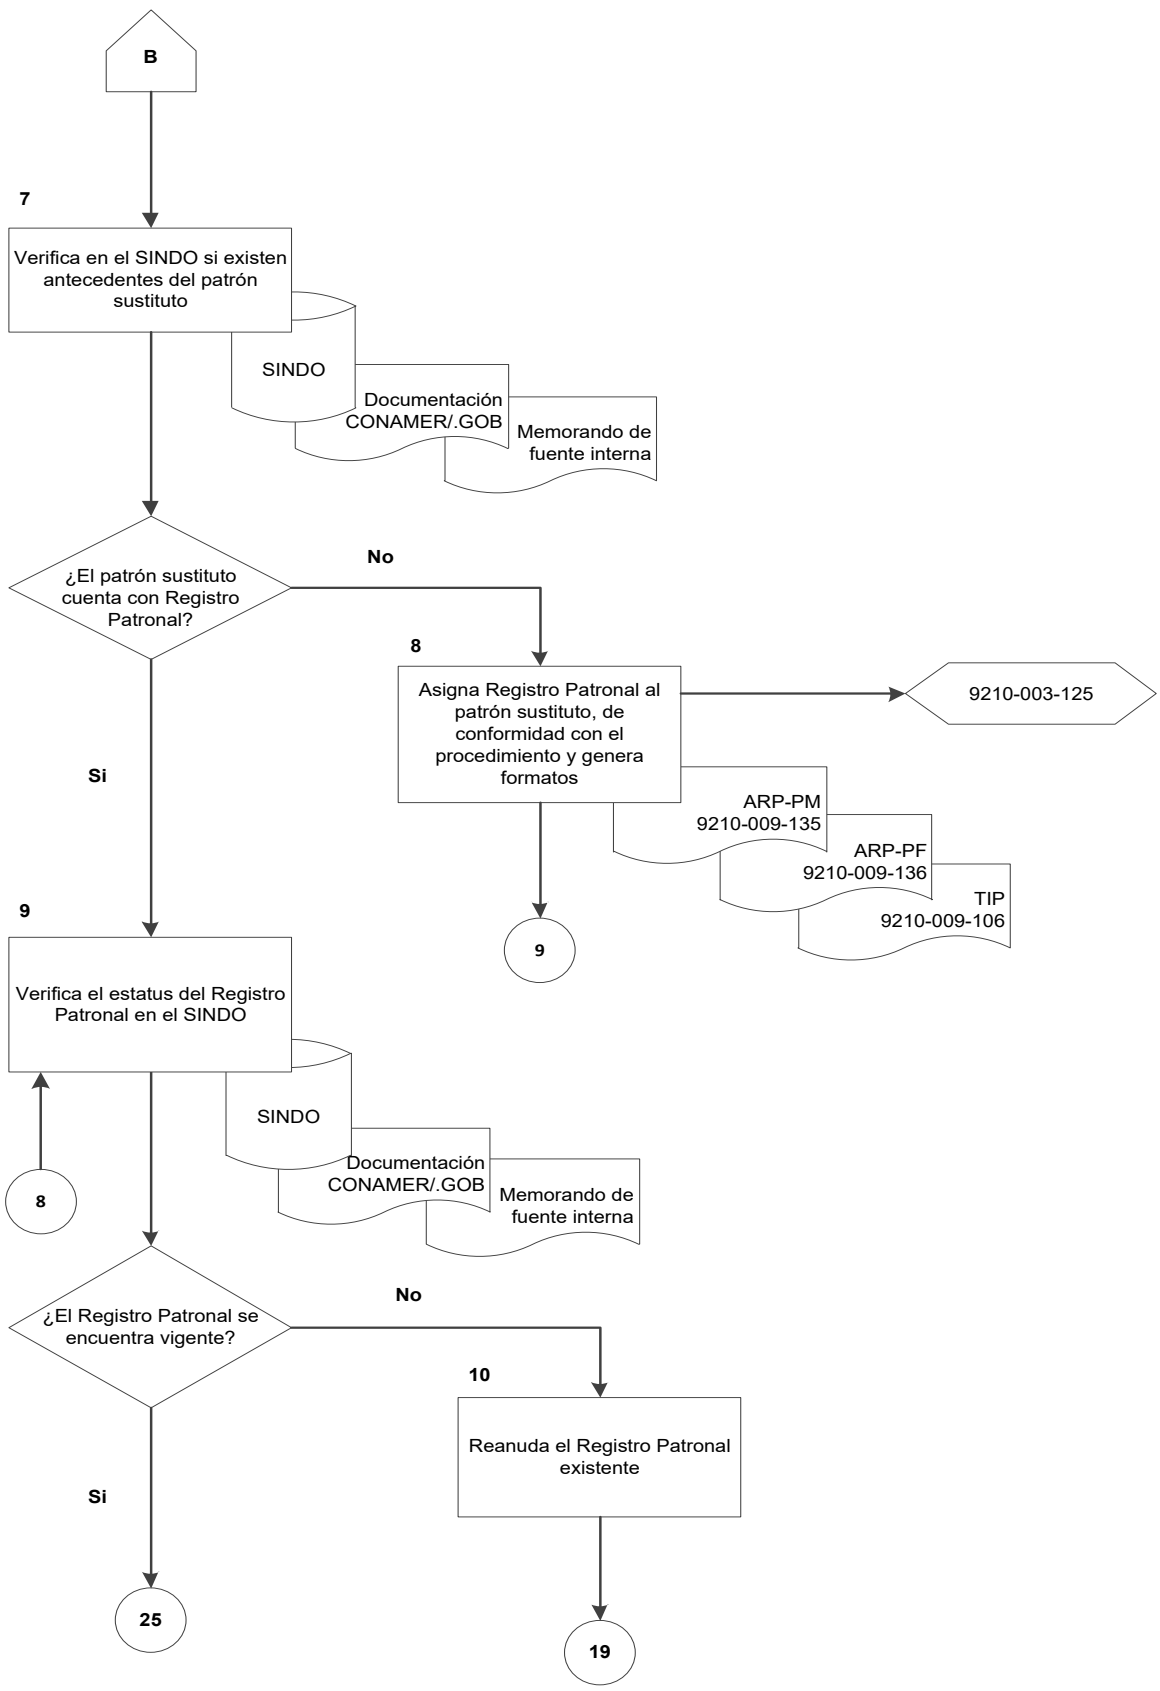 B
7
Verifica en el SINDO si existen
antecedentes del patrón
sustituto
SINDO
Documentación
CONAMER/.GOB
Memorando de
fuente interna
¿El patrón sustituto
cuenta con Registro
Patronal?
No
8
Asigna Registro Patronal al
patrón sustituto, de
conformidad con el
procedimiento y genera
formatos
9210-003-125
Si
ARP-PM
9210-009-135
ARP-PF
9210-009-136
TIP
9210-009-106
9
9
Verifica el estatus del Registro
Patronal en el SINDO
SINDO
Documentación
CONAMER/.GOB
Memorando de
fuente interna
8
¿El Registro Patronal se
encuentra vigente?
No
10
Reanuda el Registro Patronal
existente
Si
25
19